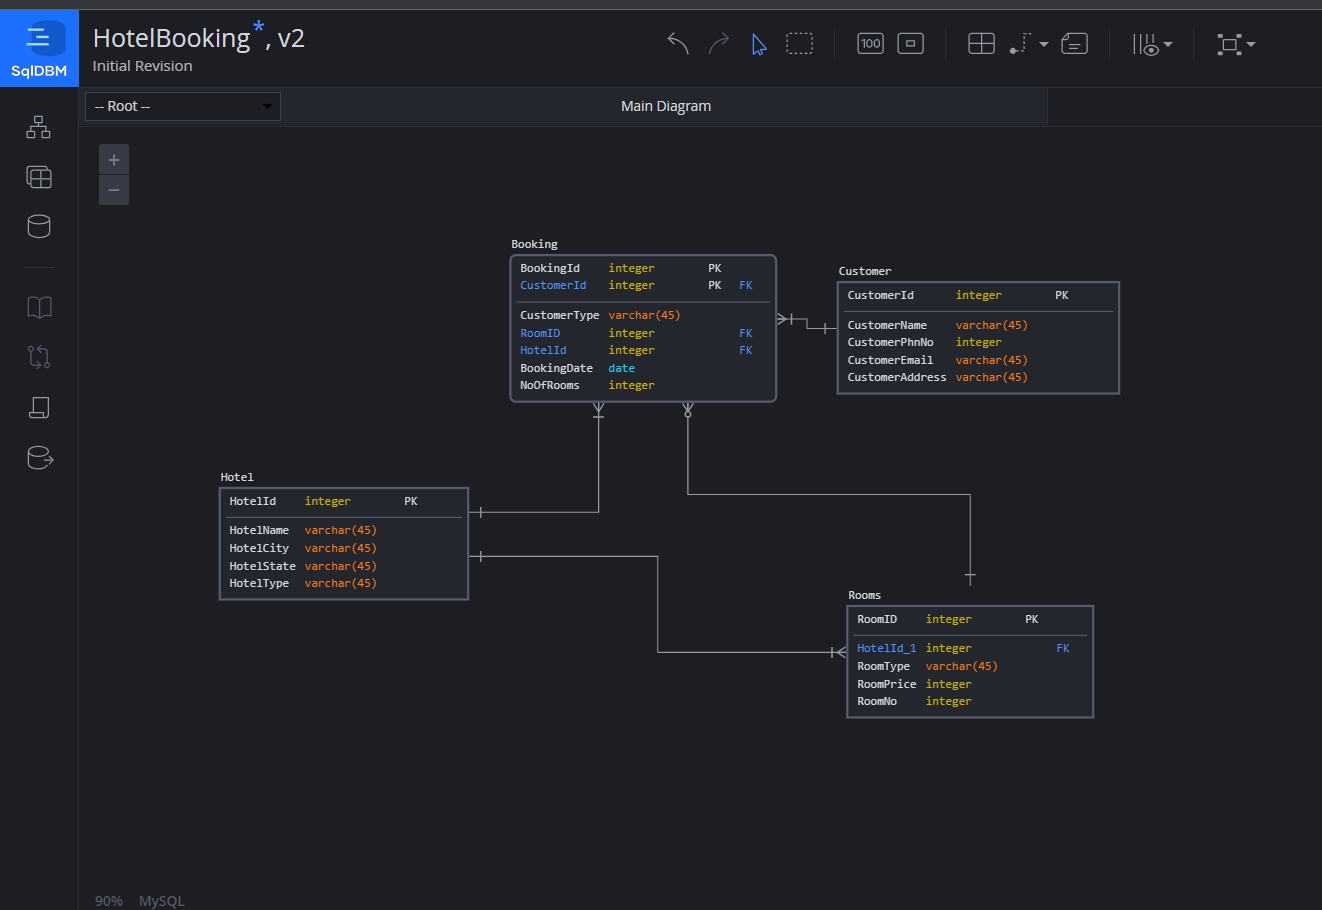 HotelBooking*, v2
Initial Revision
SqlDBM
100
-- Root --
Main Diagram
+
−
Booking
BookingId integer PK
CustomerId integer PK FK
CustomerType varchar(45)
RoomID integer FK
HotelId integer FK
BookingDate date
NoOfRooms integer
Customer
CustomerId integer PK
CustomerName varchar(45)
CustomerPhnNo integer
CustomerEmail varchar(45)
CustomerAddress varchar(45)
Hotel
HotelId integer PK
HotelName varchar(45)
HotelCity varchar(45)
HotelState varchar(45)
HotelType varchar(45)
Rooms
RoomID integer PK
HotelId_1 integer FK
RoomType varchar(45)
RoomPrice integer
RoomNo integer
90% MySQL